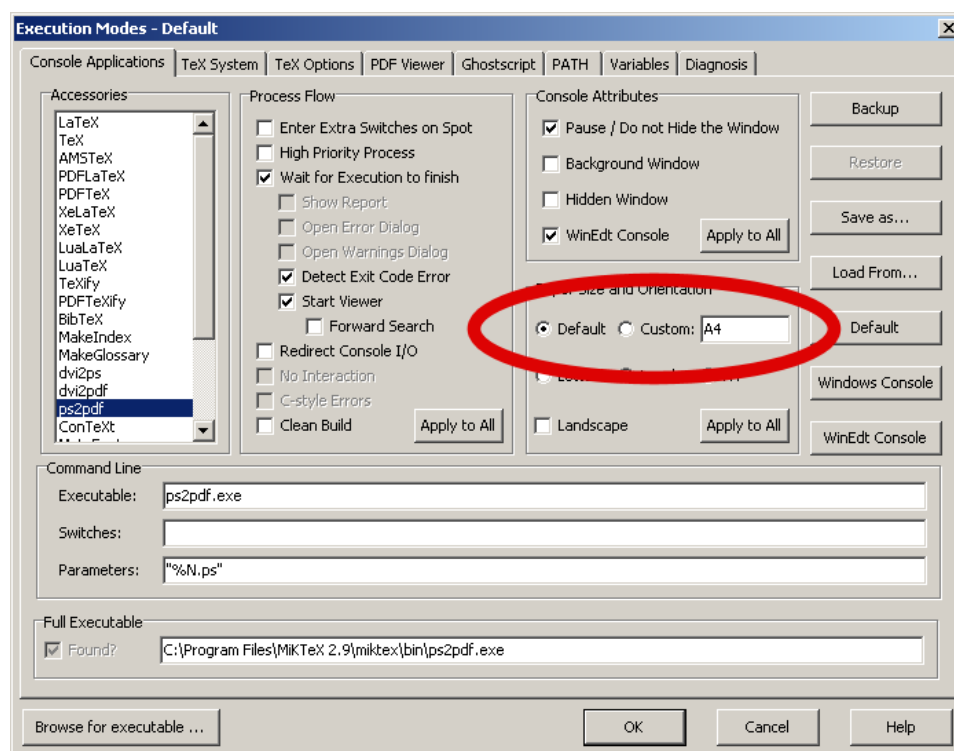 Execution Modes - Default
Console Applications TeX System TeX Options PDF Viewer Ghostscript PATH Variables Diagnosis
Accessories
LaTeX
TeX
AMSTeX
PDFLaTeX
PDFTeX
XeLaTeX
XeTeX
LuaLaTeX
LuaTeX
TeXify
PDFTeXify
BibTeX
MakeIndex
MakeGlossary
dvi2ps
dvi2pdf
ps2pdf
ConTeXt
Process Flow
Enter Extra Switches on Spot
High Priority Process
Wait for Execution to finish
Show Report
Open Error Dialog
Open Warnings Dialog
Detect Exit Code Error
Start Viewer
Forward Search
Redirect Console I/O
No Interaction
C-style Errors
Clean Build Apply to All
Console Attributes
Pause / Do not Hide the Window
Background Window
Hidden Window
WinEdt Console Apply to All
Size and Orientation
Default Custom: A4
Landscape Apply to All
Backup
Restore
Save as...
Load From...
Default
Windows Console
WinEdt Console
Command Line
Executable: ps2pdf.exe
Switches:
Parameters: "%N.ps"
Full Executable
Found? C:\Program Files\MiKTeX 2.9\miktex\bin\ps2pdf.exe
Browse for executable ... OK Cancel Help